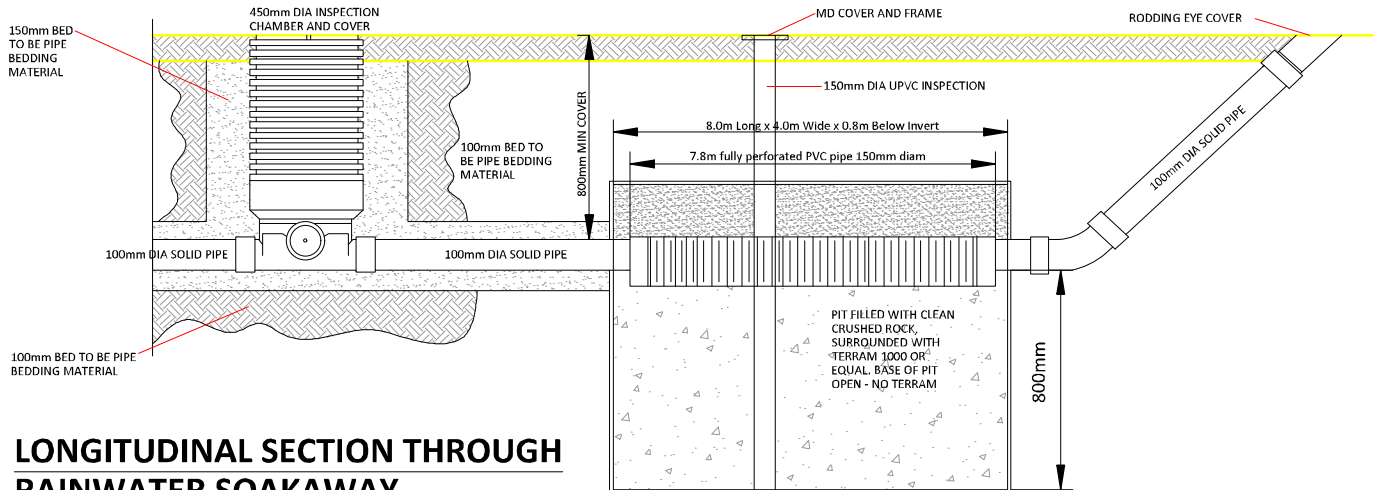 450mm DIA INSPECTION
CHAMBER AND COVER
MD COVER AND FRAME
RODDING EYE COVER
150mm BED
TO BE PIPE
BEDDING
MATERIAL
150mm DIA UPVC INSPECTION
800mm MIN COVER
8.0m Long x 4.0m Wide x 0.8m Below Invert
7.8m fully perforated PVC pipe 150mm diam
100mm BED TO
BE PIPE BEDDING
MATERIAL
100mm DIA SOLID PIPE
100mm DIA SOLID PIPE
100mm DIA SOLID PIPE
PIT FILLED WITH CLEAN
CRUSHED ROCK,
SURROUNDED WITH
TERRAM 1000 OR
EQUAL. BASE OF PIT
OPEN - NO TERRAM
800mm
100mm BED TO BE PIPE
BEDDING MATERIAL
LONGITUDINAL SECTION THROUGH
RAINWATER SOAKAWAY